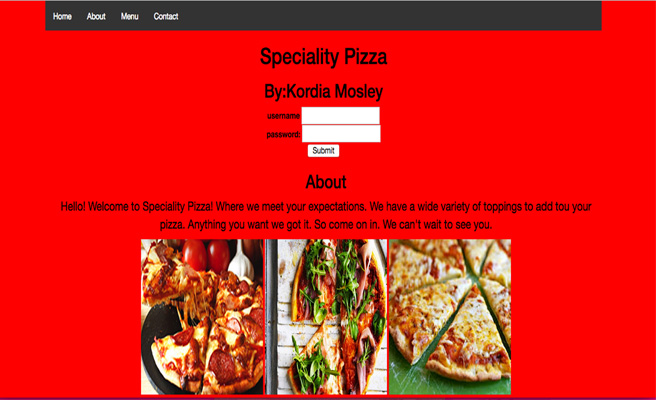 Home About Menu Contact
Speciality Pizza
By:Kordia Mosley
username
password:
Submit
About
Hello! Welcome to Speciality Pizza! Where we meet your expectations. We have a wide variety of toppings to add tou your
pizza. Anything you want we got it. So come on in. We can't wait to see you.